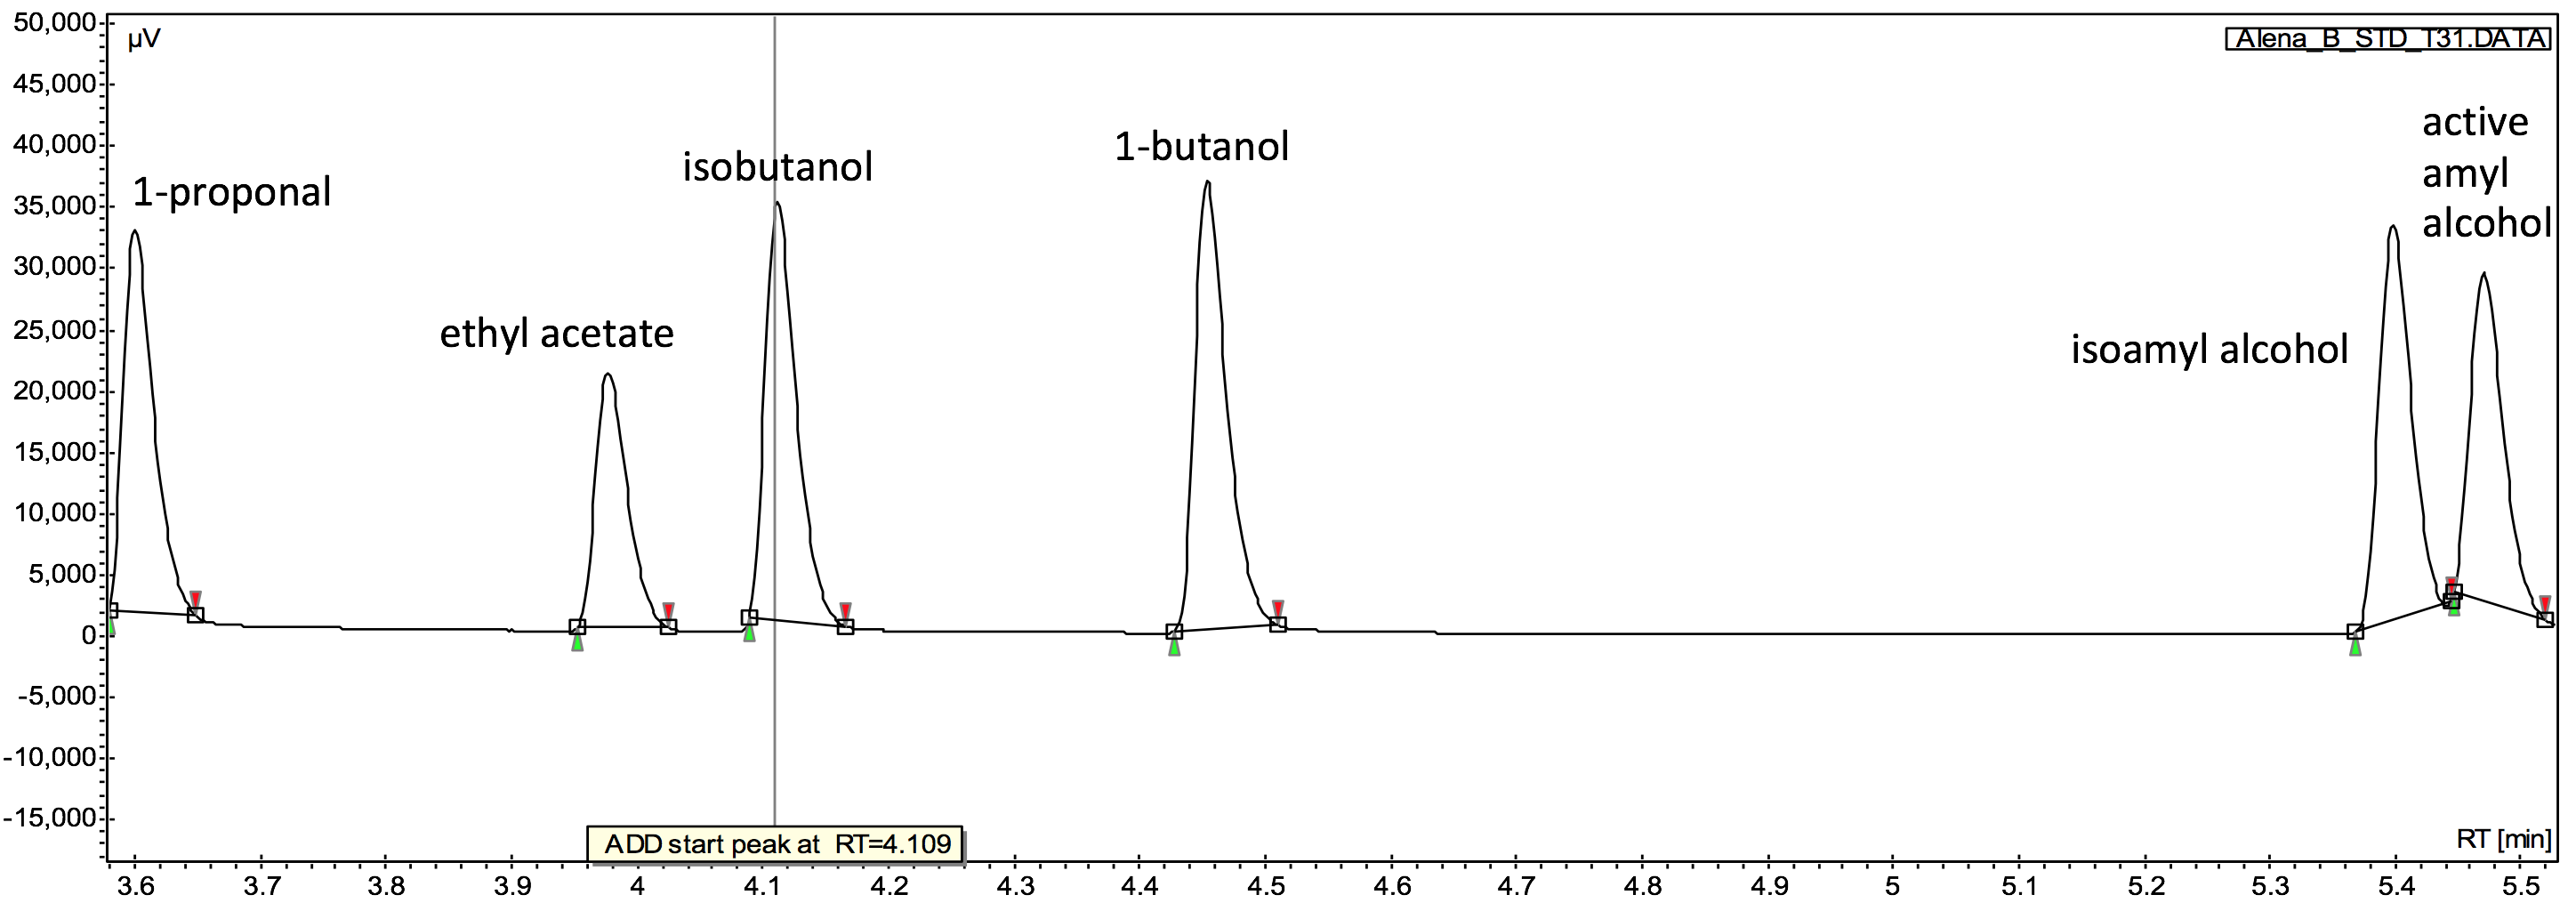 50,000
µV
Alena_B_STD_T31.DATA
45,000
40,000
35,000
30,000
25,000
20,000
15,000
10,000
5,000
0
-5,000
-10,000
-15,000
1-proponal
ethyl acetate
isobutanol
1-butanol
isoamyl alcohol
active
amyl
alcohol
ADD start peak at RT=4.109
RT [min]
3.6 3.7 3.8 3.9 4 4.1 4.2 4.3 4.4 4.5 4.6 4.7 4.8 4.9 5 5.1 5.2 5.3 5.4 5.5